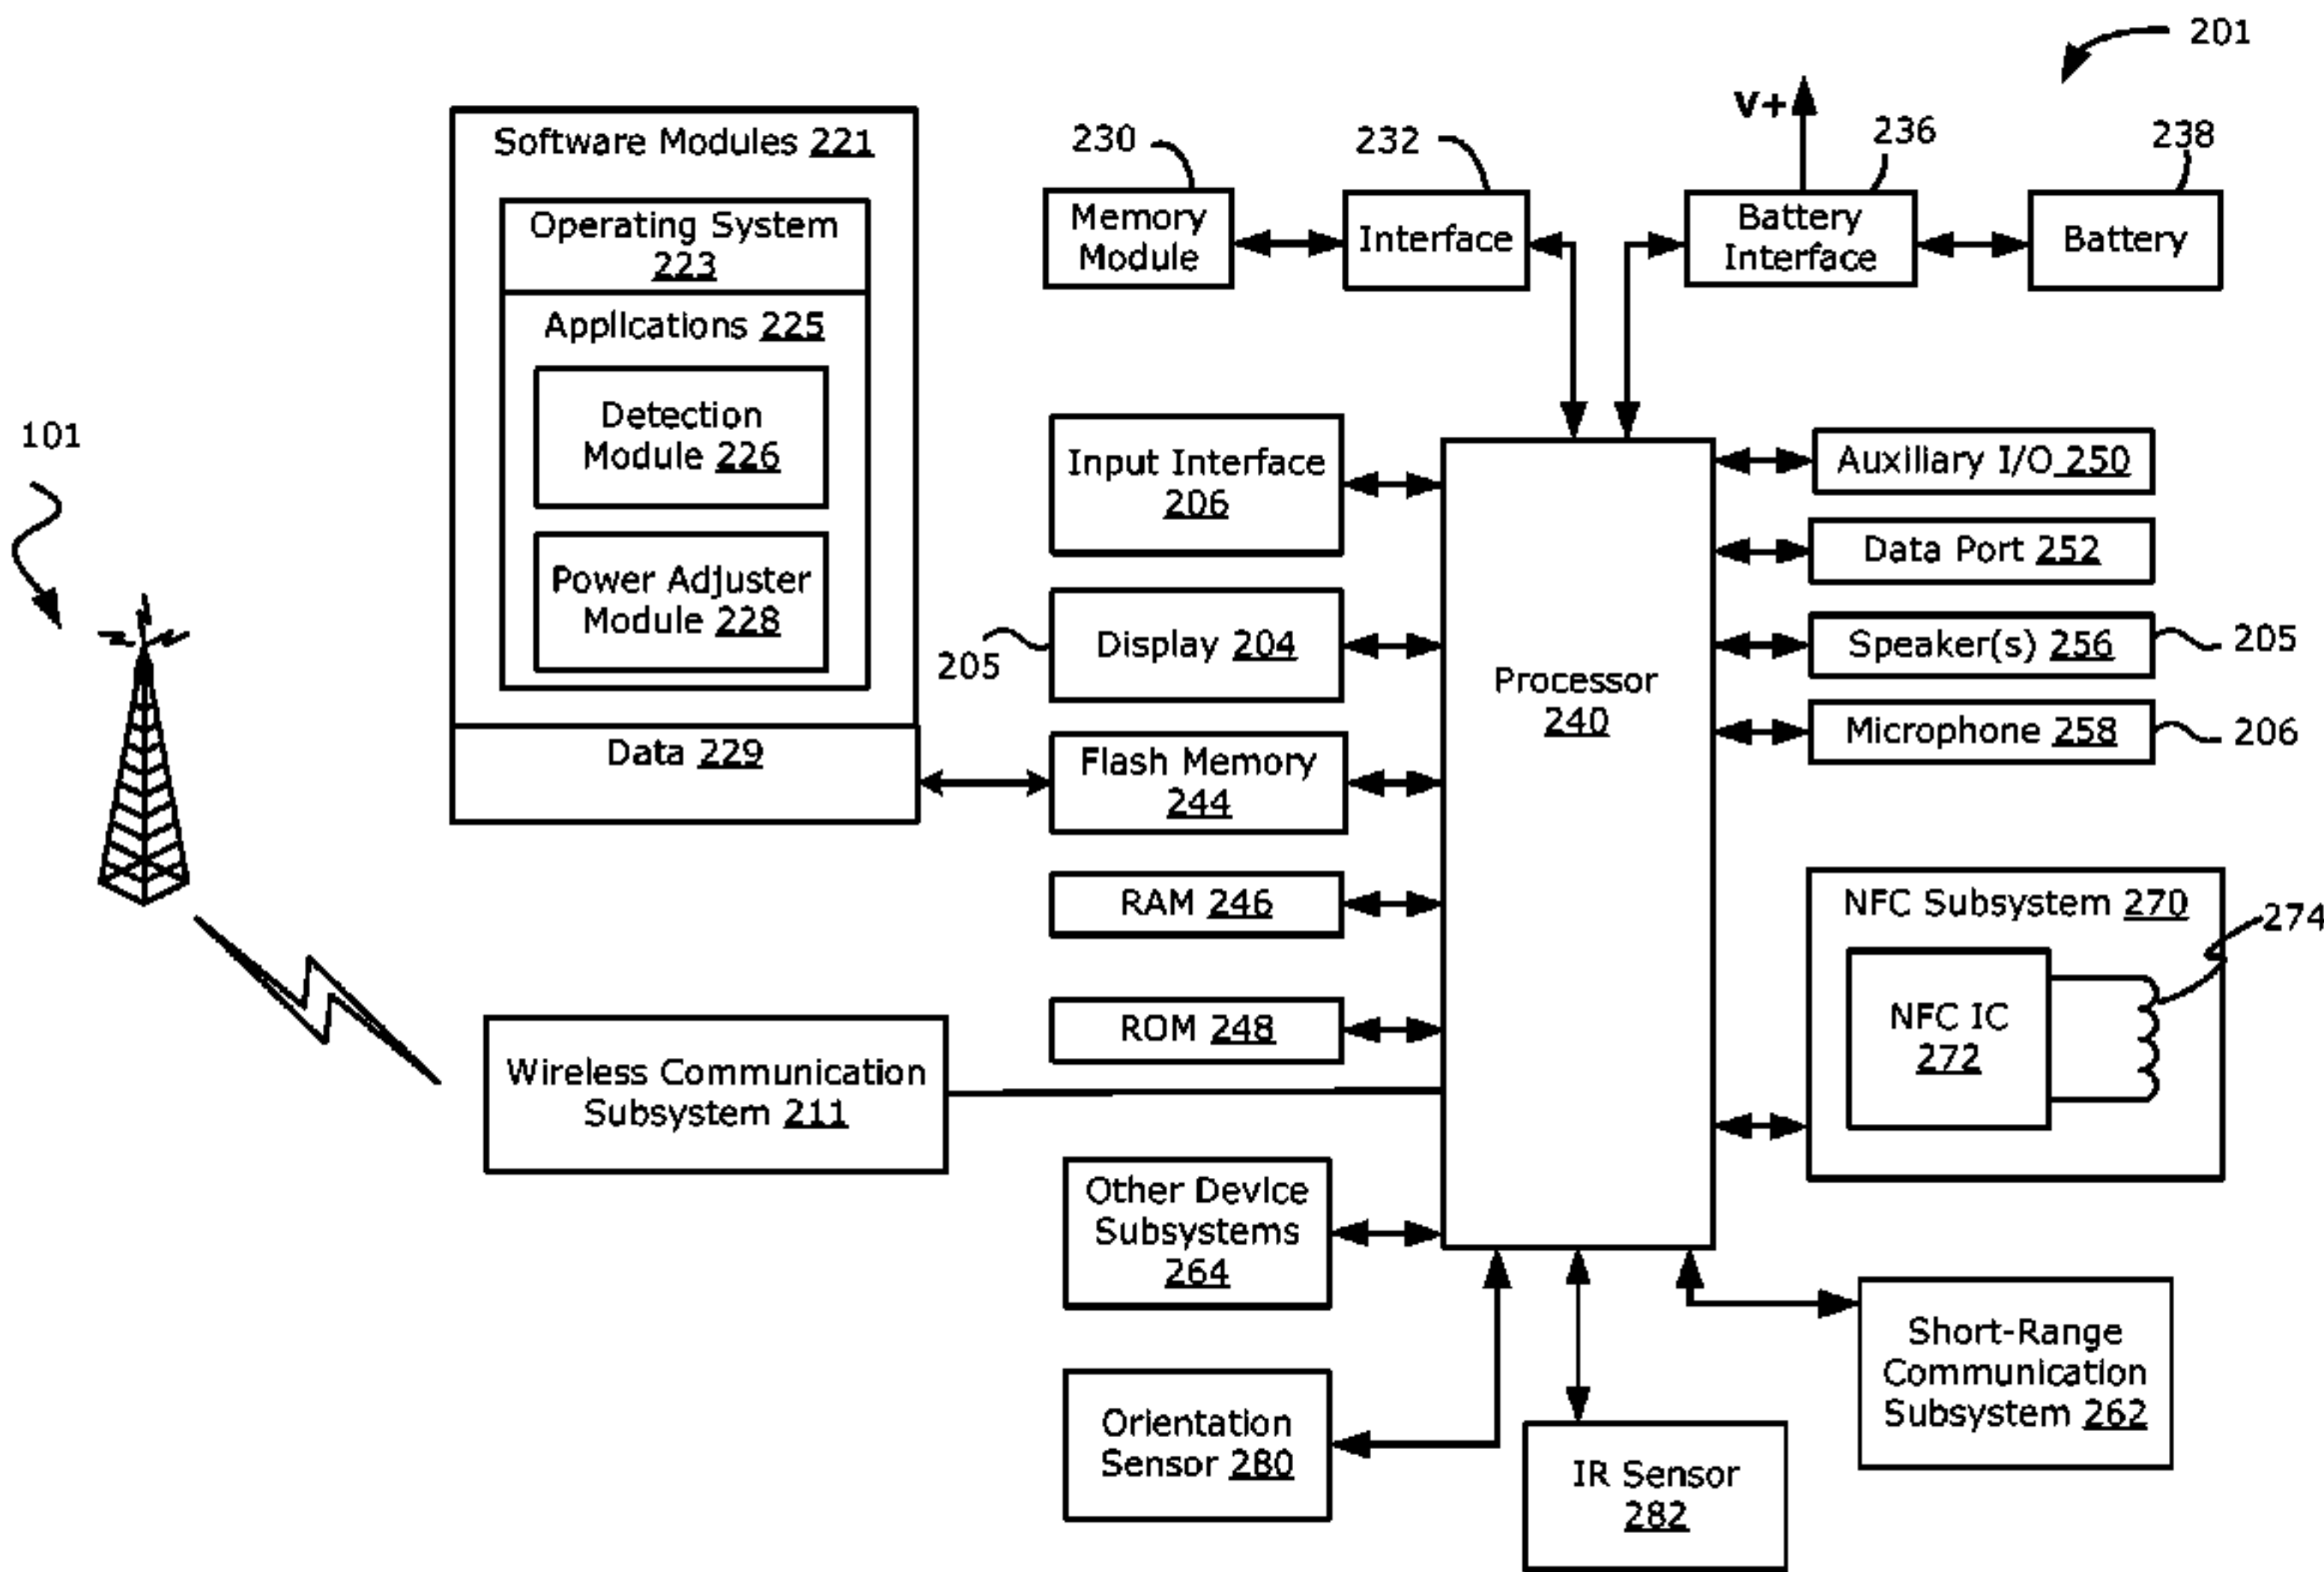 201
V+
230
232
236
238
Software Modules 221
Memory
Module
Interface
Battery
Interface
Battery
Operating System
223
Applications 225
Detection
Module 226
Power Adjuster
Module 228
Data 229
101
Input Interface
206
Display 204
205
Flash Memory
244
RAM 246
ROM 248
Wireless Communication
Subsystem 211
Other Device
Subsystems
264
Orientation
Sensor 280
Processor
240
Auxiliary I/O 250
Data Port 252
Speaker(s) 256
205
Microphone 258
206
NFC Subsystem 270
274
NFC IC
272
Short-Range
Communication
Subsystem 262
IR Sensor
282